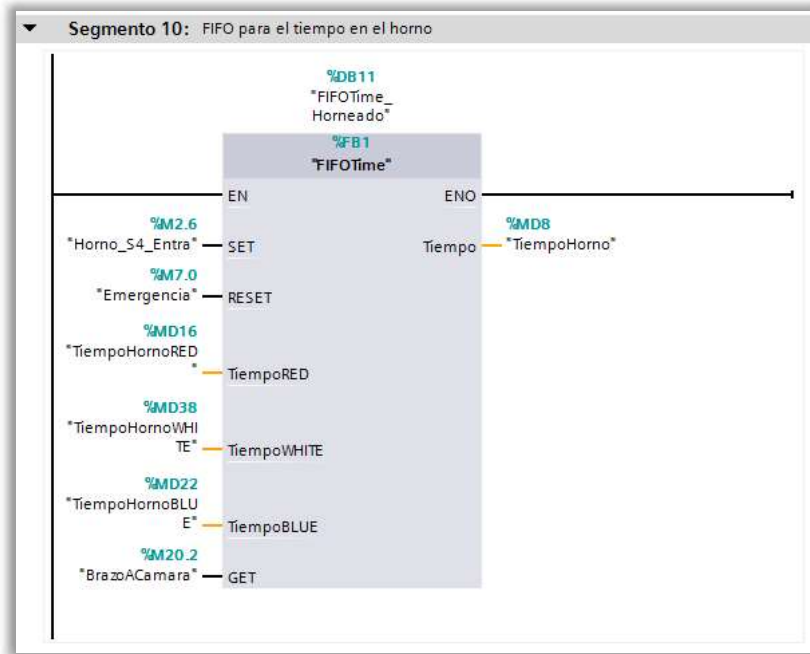 Segmento 10: FIFO para el tiempo en el horno
%DB11
"FIFOTime_
Horneado"
%FB1
"FIFOTime"
EN ENO
%M2.6
"Horno_S4_Entra" SET
%MD8
Tiempo "TiempoHorno"
%M7.0
"Emergencia" RESET
%MD16
"TiempoHornoRED
" TiempoRED
%MD38
"TiempoHornoWHI
TE" TiempoWHITE
%MD22
"TiempoHornoBLU
E" TiempoBLUE
%M20.2
"BrazoACamara" GET